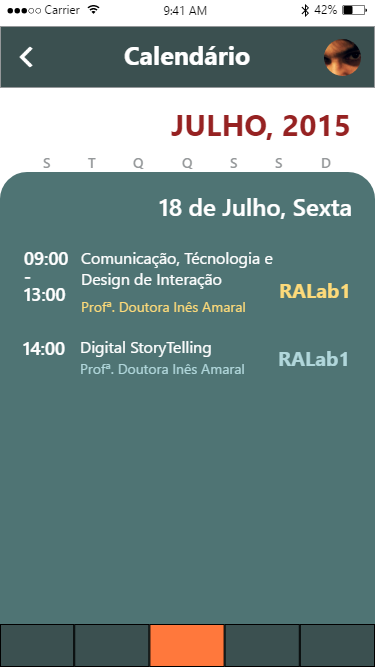 Carrier 9:41 AM 42%
Calendário
JULHO, 2015
S T Q Q S S D
18 de Julho, Sexta
09:00
-
13:00
Comunicação, Técnologia e
Design de Interação
Profª. Doutora Inês Amaral
RALab1
14:00
Digital StoryTelling
Profª. Doutora Inês Amaral
RALab1